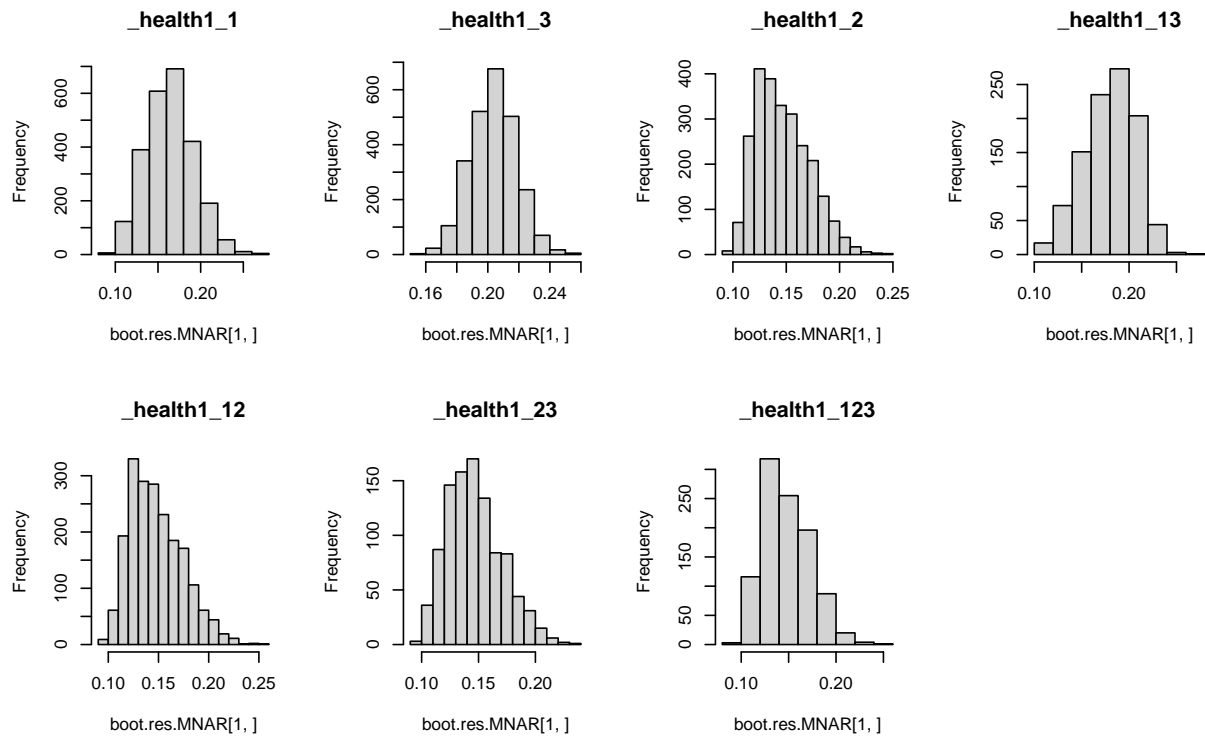 _health1_1
Frequency
0 200 400 600
0.10 0.20
boot.res.MNAR[1, ]
_health1_3
Frequency
0 200 400 600
0.16 0.20 0.24
boot.res.MNAR[1, ]
_health1_2
Frequency
0 100 200 300 400
0.10 0.15 0.20 0.25
boot.res.MNAR[1, ]
_health1_13
Frequency
0 50 150 250
0.10 0.20
boot.res.MNAR[1, ]
_health1_12
Frequency
0 100 200 300
0.10 0.15 0.20 0.25
boot.res.MNAR[1, ]
_health1_23
Frequency
0 50 100 150
0.10 0.15 0.20
boot.res.MNAR[1, ]
_health1_123
Frequency
0 50 150 250
0.10 0.20
boot.res.MNAR[1, ]